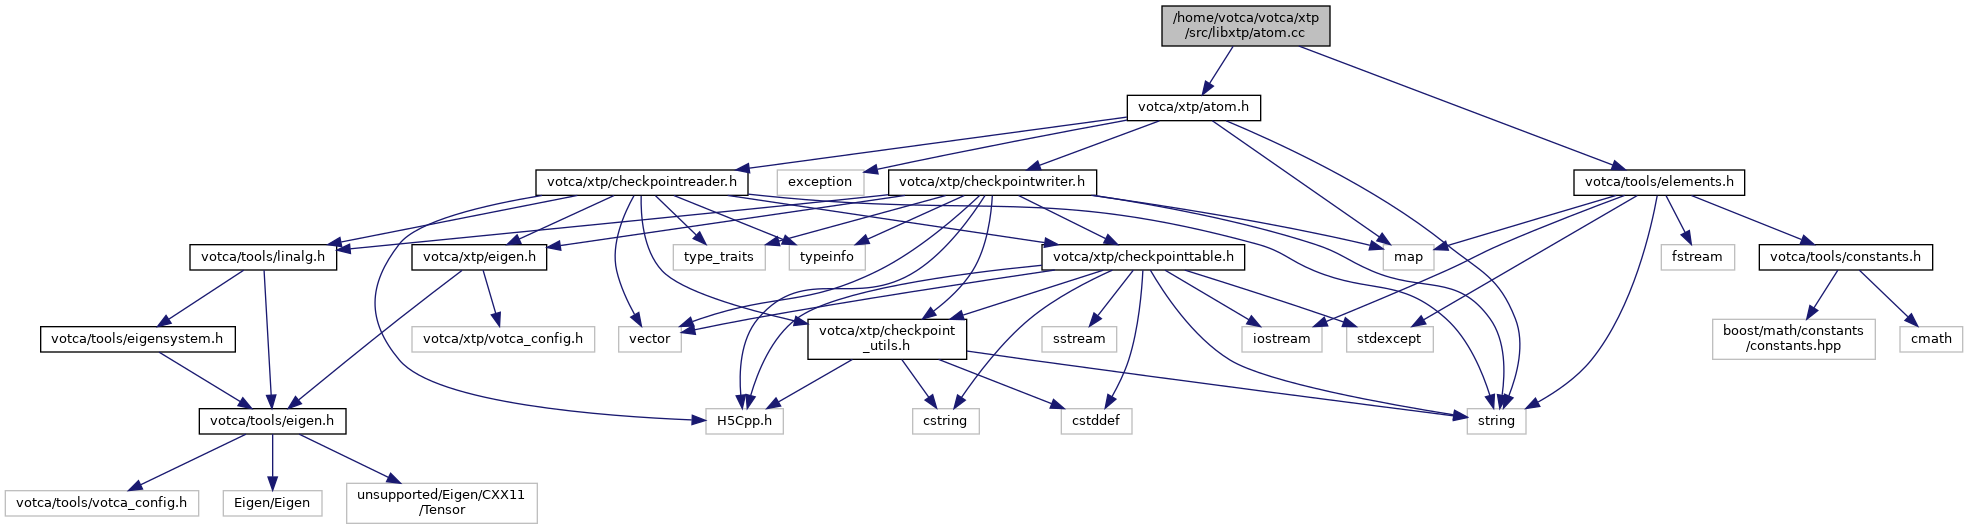 /home/votca/votca/xtp
/src/libxtp/atom.cc
votca/xtp/atom.h
votca/xtp/checkpointreader.h
exception
votca/xtp/checkpointwriter.h
votca/tools/elements.h
votca/tools/linalg.h
votca/xtp/eigen.h
type_traits
typeinfo
votca/xtp/checkpointtable.h
map
fstream
votca/tools/constants.h
votca/tools/eigensystem.h
votca/xtp/votca_config.h
vector
votca/xtp/checkpoint
_utils.h
sstream
iostream
stdexcept
boost/math/constants
/constants.hpp
cmath
votca/tools/eigen.h
H5Cpp.h
cstring
cstddef
string
votca/tools/votca_config.h
Eigen/Eigen
unsupported/Eigen/CXX11
/Tensor